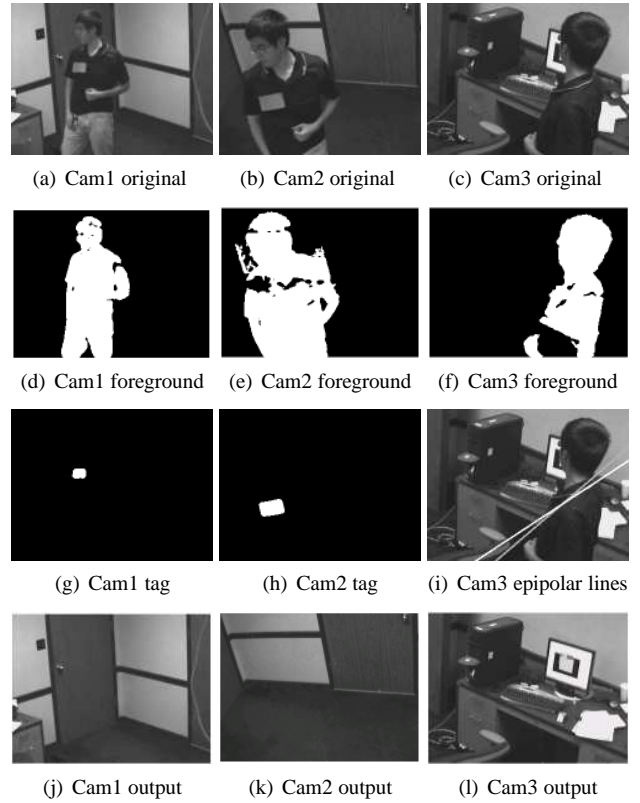 (a) Cam1 original
(b) Cam2 original
(c) Cam3 original
(d) Cam1 foreground
(e) Cam2 foreground
(f) Cam3 foreground
(g) Cam1 tag
(h) Cam2 tag
(i) Cam3 epipolar lines
(j) Cam1 output
(k) Cam2 output
(l) Cam3 output